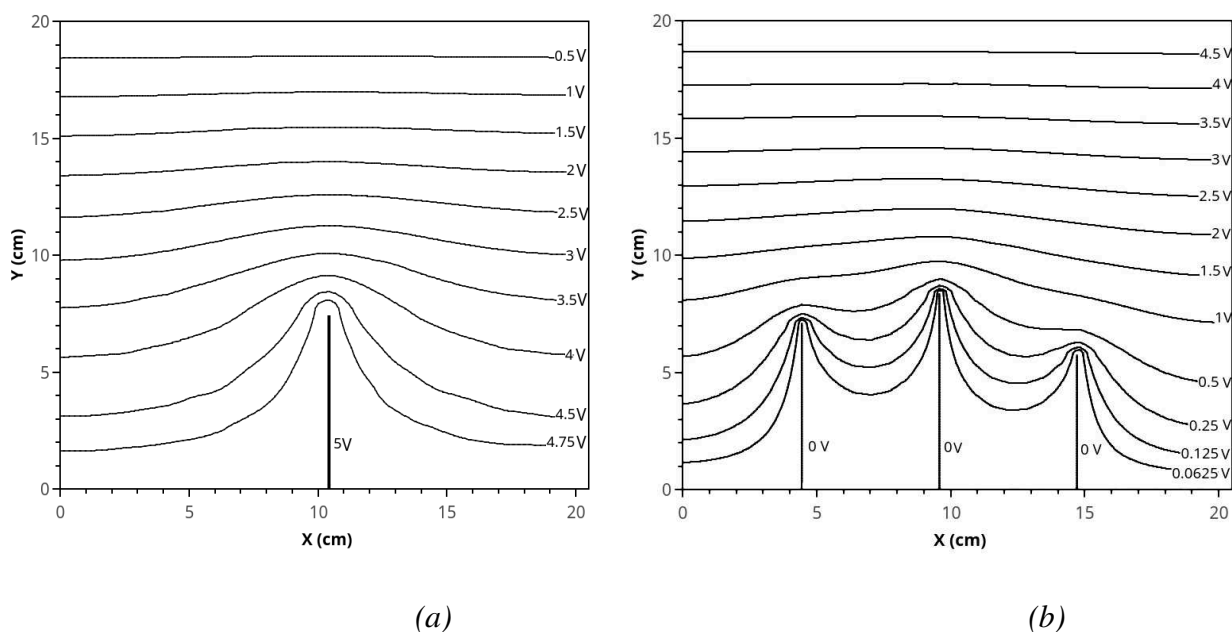 20
15
10
5
0
Y (cm)
0.5V
1V
1.5V
2V
2.5V
3V
3.5V
4V
4.5V
4.75V
5V
0 5 10 15 20
X (cm)
(a)
20
15
10
5
0
Y (cm)
4.5V
4V
3.5V
3V
2.5V
2V
1.5V
1V
0.5V
0.25 V
0.125V
0.0625V
0 V 0 V 0 V
0 5 10 15 20
X (cm)
(b)